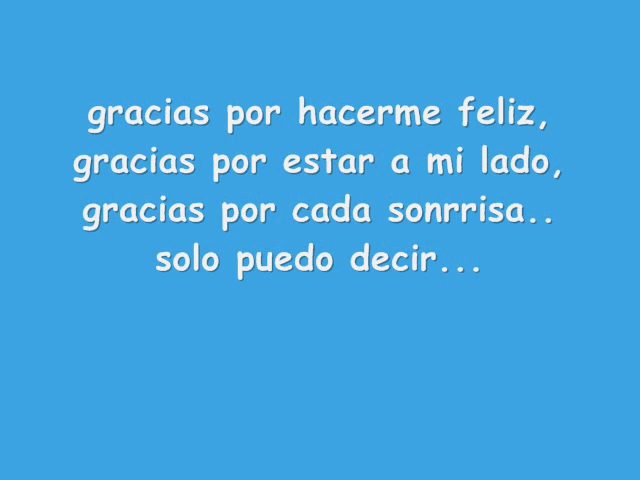 gracias por hacerme feliz,
gracias por estar a mi lado,
gracias por cada sonrrisa..
solo puedo decir...